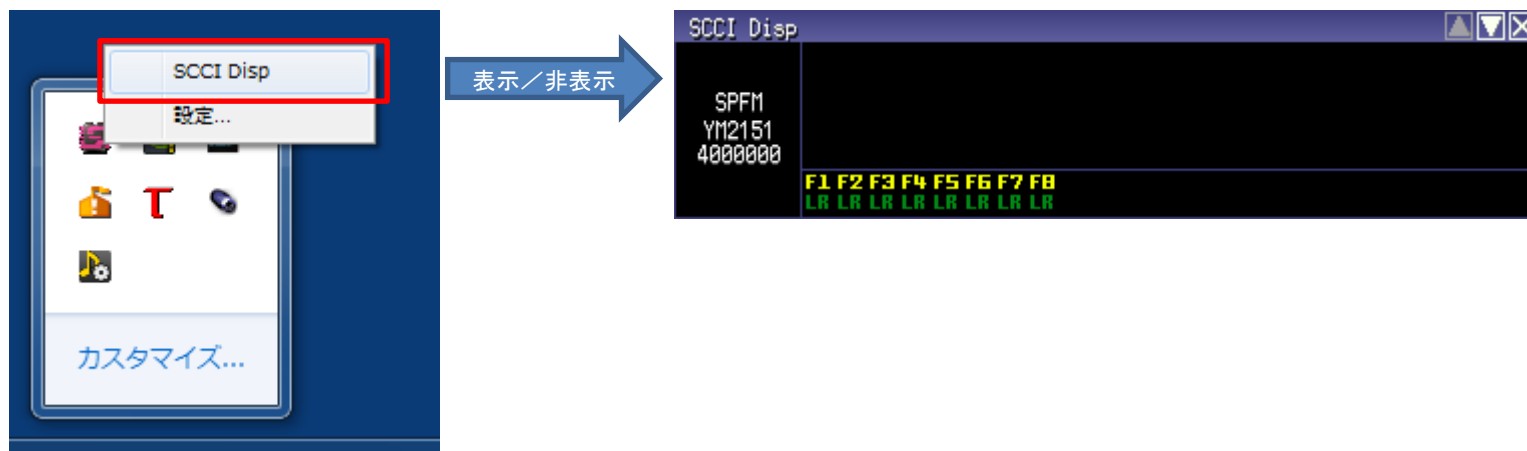 SCCI Disp
設定...
カスタマイズ...
表示／非表示
SCCI Disp
SPFM
YM2151
4000000
F1 F2 F3 F4 F5 F6 F7 F8
LR LR LR LR LR LR LR LR